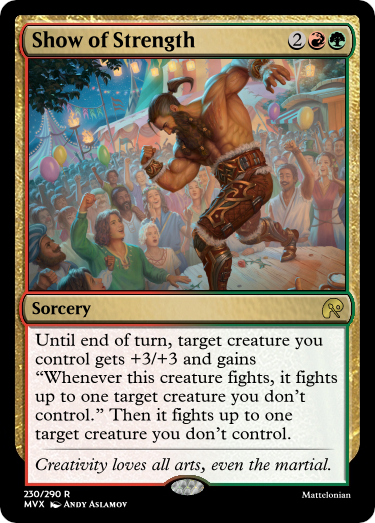 Show of Strength 2
Sorcery
Until end of turn, target creature you
control gets +3/+3 and gains
“Whenever this creature fights, it fights
up to one target creature you don’t
control.” Then it fights up to one
target creature you don’t control.
Creativity loves all arts, even the martial.
230/290 R
MVX Andy Aslamov Mattelonian